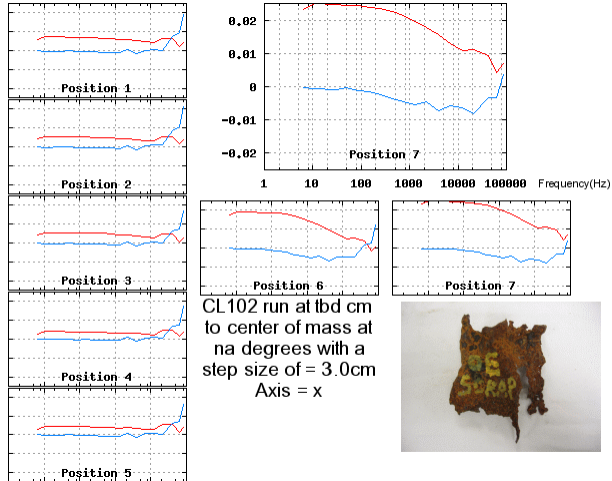 Position 1
Position 2
Position 3
Position 4
Position 5
0.02
0.01
0
-0.01
-0.02
Position 7
1 10 100 1000 10000 100000 Frequency(Hz)
Position 6
Position 7
CL102 run at tbd cm
to center of mass at
na degrees with a
step size of = 3.0cm
Axis = x
OE
SCRAP